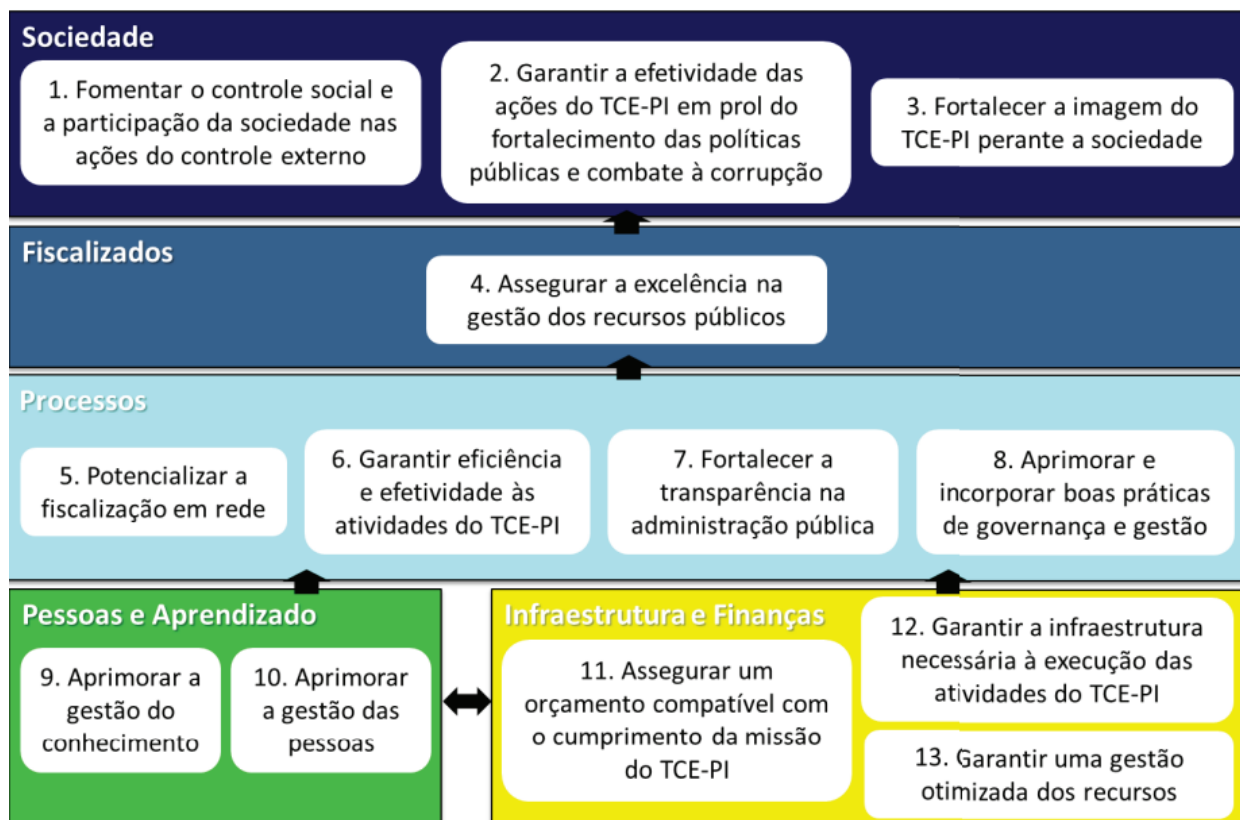 Sociedade
1. Fomentar o controle social e
a participação da sociedade nas
ações do controle externo
2. Garantir a efetividade das
ações do TCE-PI em prol do
fortalecimento das políticas
públicas e combate à corrupção
3. Fortalecer a imagem do
TCE-PI perante a sociedade
Fiscalizados
4. Assegurar a excelência na
gestão dos recursos públicos
Processos
5. Potencializar a
fiscalização em rede
6. Garantir eficiência
e efetividade às
atividades do TCE-PI
7. Fortalecer a
transparência na
administração pública
8. Aprimorar e
incorporar boas práticas
de governança e gestão
Pessoas e Aprendizado
9. Aprimorar a
gestão do
conhecimento
10. Aprimorar
a gestão das
pessoas
Infraestrutura e Finanças
11. Assegurar um
orçamento compatível com
o cumprimento da missão
do TCE-PI
12. Garantir a infraestrutura
necessária à execução das
atividades do TCE-PI
13. Garantir uma gestão
otimizada dos recursos